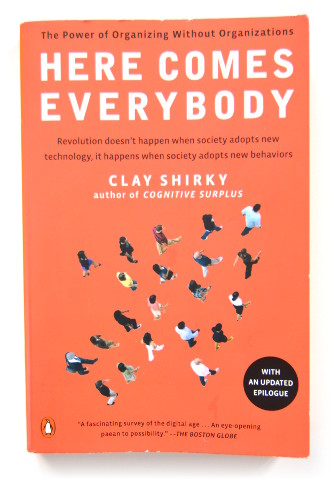 The Power of Organizing Without Organizations
HERE COMES
EVERYBODY
Revolution doesn't happen when society adopts new
technology, it happens when society adopts new behaviors
CLAY SHIRKY
author of COGNITIVE SURPLUS
WITH
AN UPDATED
EPILOGUE
"A fascinating survey of the digital age . . . An eye-opening
paean to possibility." —THE BOSTON GLOBE